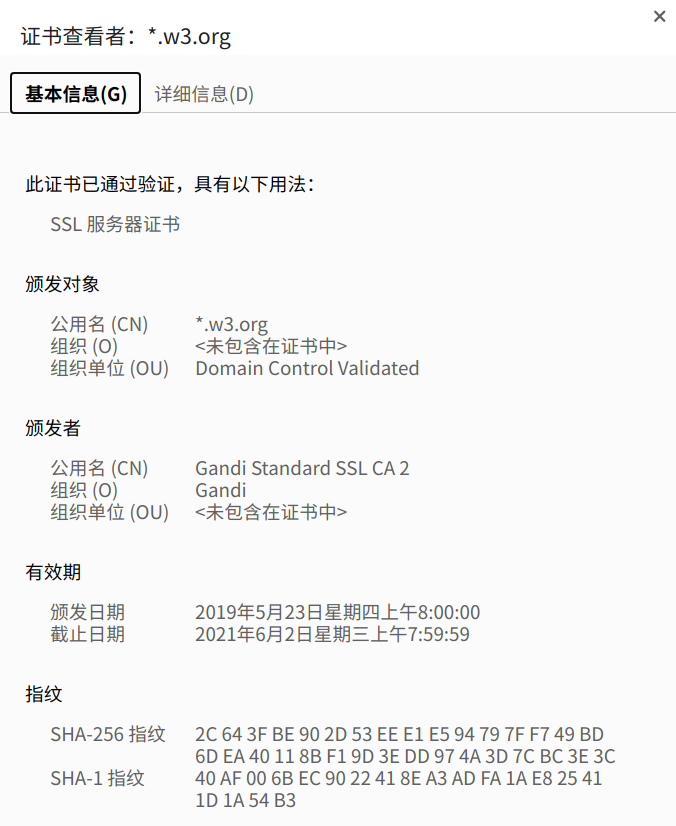 证书查看者：*.w3.org
基本信息(G) 详细信息(D)
此证书已通过验证，具有以下用法：
SSL 服务器证书
颁发对象
公用名 (CN) *.w3.org
组织 (O) <未包含在证书中>
组织单位 (OU) Domain Control Validated
颁发者
公用名 (CN) Gandi Standard SSL CA 2
组织 (O) Gandi
组织单位 (OU) <未包含在证书中>
有效期
颁发日期 2019年5月23日星期四上午8:00:00
截止日期 2021年6月2日星期三上午7:59:59
指纹
SHA-256 指纹 2C 64 3F BE 90 2D 53 EE E1 E5 94 79 7F F7 49 BD
6D EA 40 11 8B F1 9D 3E DD 97 4A 3D 7C BC 3E 3C
SHA-1 指纹 40 AF 00 6B EC 90 22 41 8E A3 AD FA 1A E8 25 41
1D 1A 54 B3